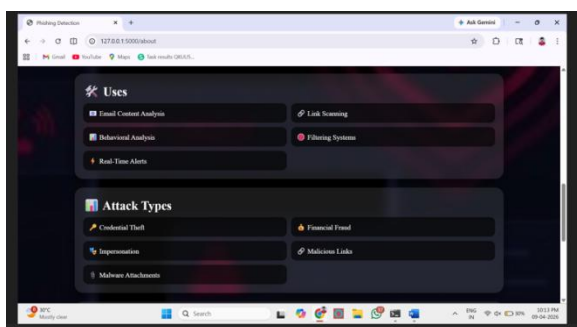 Phishing Detection
Ask Gemini
127.0.0.1:5000/about
Gmail YouTube Maps
Uses
Email Content Analysis
Link Scanning
Behavioral Analysis
Filtering Systems
Real-Time Alerts
Attack Types
Credential Theft
Financial Fraud
Impersonation
Malicious Links
Malware Attachments
30°C
Mostly clear
Search
ENG
IN
10:13 PM
09-04-2026